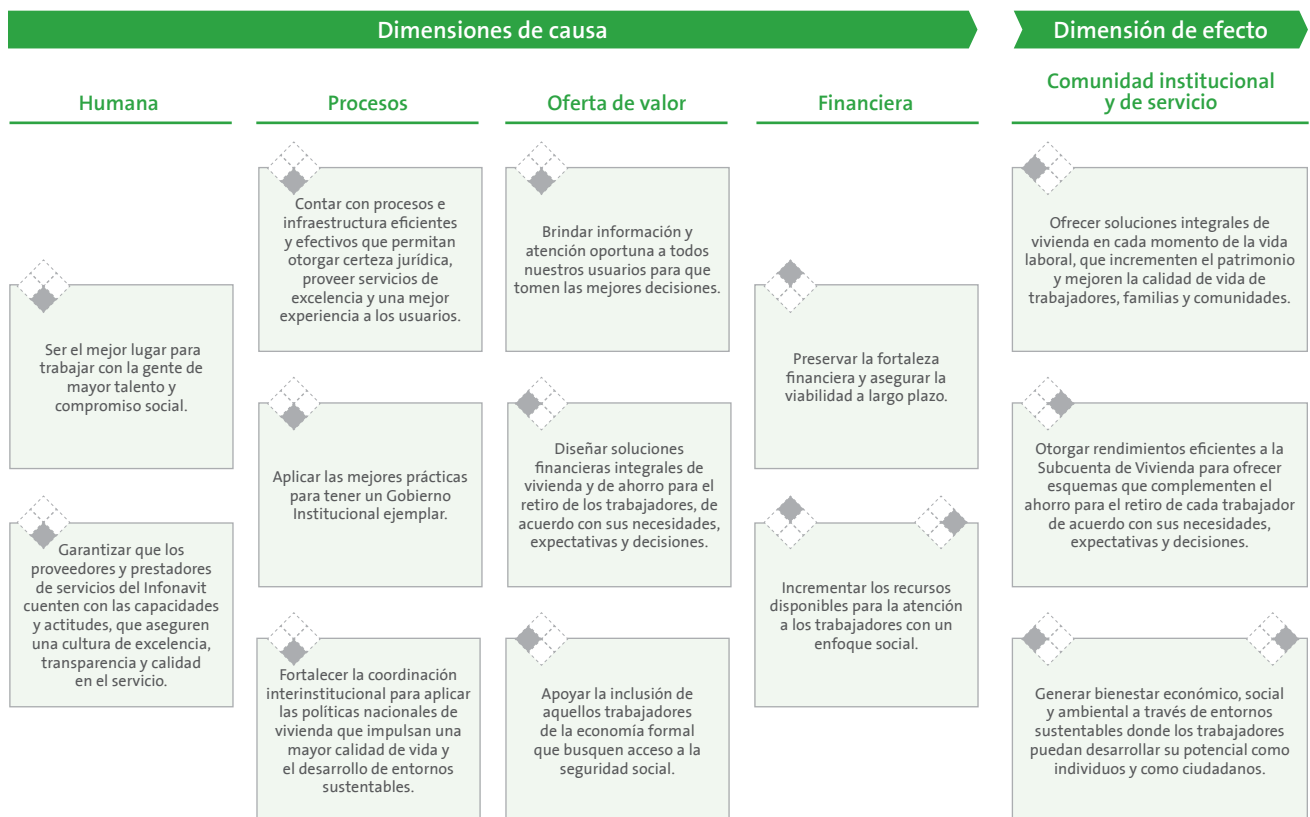 Dimensiones de causa
Dimensión de efecto
Humana
Procesos
Oferta de valor
Financiera
Comunidad institucional
y de servicio
Ser el mejor lugar para
trabajar con la gente de
mayor talento y
compromiso social.
Garantizar que los
proveedores y prestadores
de servicios del Infonavit
cuenten con las capacidades
y actitudes, que aseguren
una cultura de excelencia,
transparencia y calidad
en el servicio.
Contar con procesos e
infraestructura eficientes
y efectivos que permitan
otorgar certeza jurídica,
proveer servicios de
excelencia y una mejor
experiencia a los usuarios.
Aplicar las mejores prácticas
para tener un Gobierno
Institucional ejemplar.
Fortalecer la coordinación
interinstitucional para aplicar
las políticas nacionales de
vivienda que impulsan una
mayor calidad de vida y
el desarrollo de entornos
sustentables.
Brindar información y
atención oportuna a todos
nuestros usuarios para que
tomen las mejores decisiones.
Diseñar soluciones
financieras integrales de
vivienda y de ahorro para el
retiro de los trabajadores, de
acuerdo con sus necesidades,
expectativas y decisiones.
Apoyar la inclusión de
aquellos trabajadores
de la economía formal
que busquen acceso a la
seguridad social.
Preservar la fortaleza
financiera y asegurar la
viabilidad a largo plazo.
Incrementar los recursos
disponibles para la atención
a los trabajadores con un
enfoque social.
Ofrecer soluciones integrales de
vivienda en cada momento de la vida
laboral, que incrementen el patrimonio
y mejoren la calidad de vida de
trabajadores, familias y comunidades.
Otorgar rendimientos eficientes a la
Subcuenta de Vivienda para ofrecer
esquemas que complementen el
ahorro para el retiro de cada trabajador
de acuerdo con sus necesidades,
expectativas y decisiones.
Generar bienestar económico, social
y ambiental a través de entornos
sustentables donde los trabajadores
puedan desarrollar su potencial como
individuos y como ciudadanos.